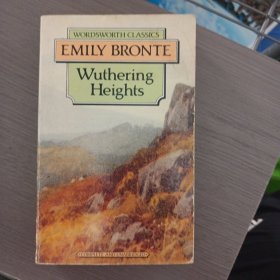 WORDSWORTH CLASSICS
EMILY BRONTE
Wuthering
Heights
COMPLETE AND UNABRIDGED